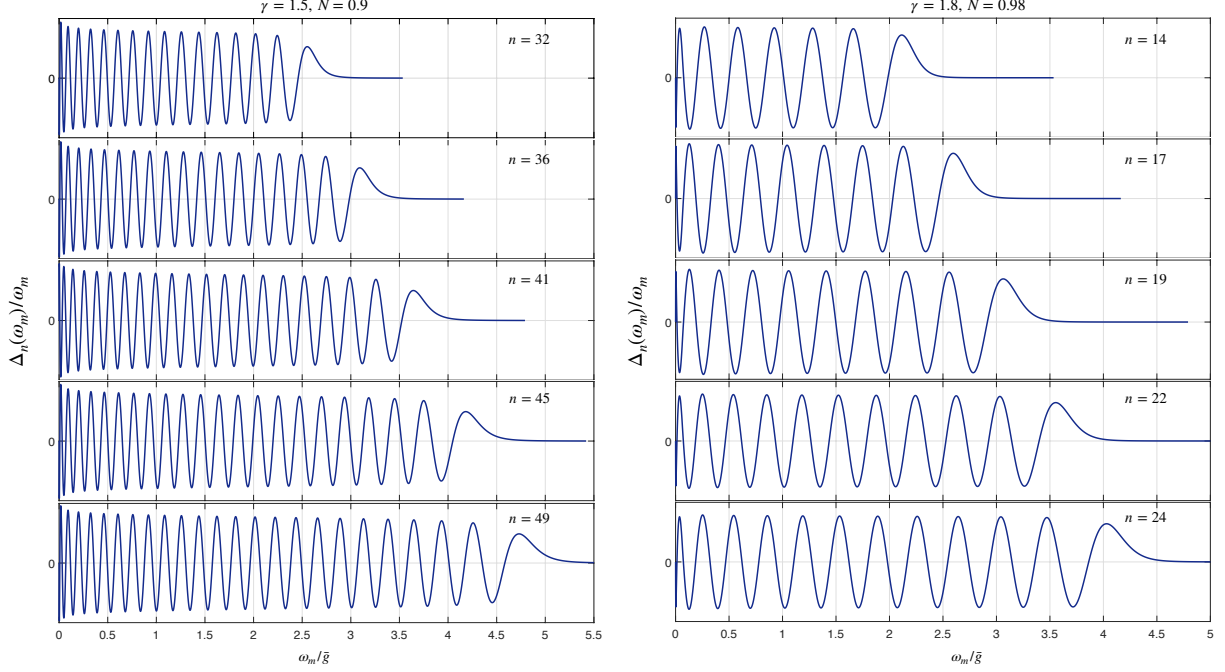 γ = 1.5, N = 0.9
n = 32
0
n = 36
0
n = 41
0
n = 45
0
n = 49
0
Δn(ωm)/ωm
0 0.5 1 1.5 2 2.5 3 3.5 4 4.5 5 5.5
ωm/ḡ
γ = 1.8, N = 0.98
n = 14
0
n = 17
0
n = 19
0
n = 22
0
n = 24
0
Δn(ωm)/ωm
0 0.5 1 1.5 2 2.5 3 3.5 4 4.5 5
ωm/ḡ